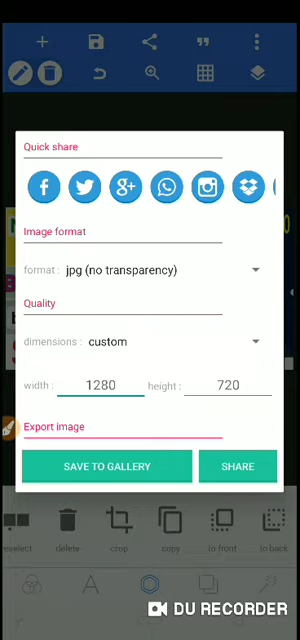 Quick share
Image format
format : jpg (no transparency)
Quality
dimensions : custom
width : 1280 height : 720
Export image
SAVE TO GALLERY SHARE
reselect delete crop copy to front to back
DU RECORDER